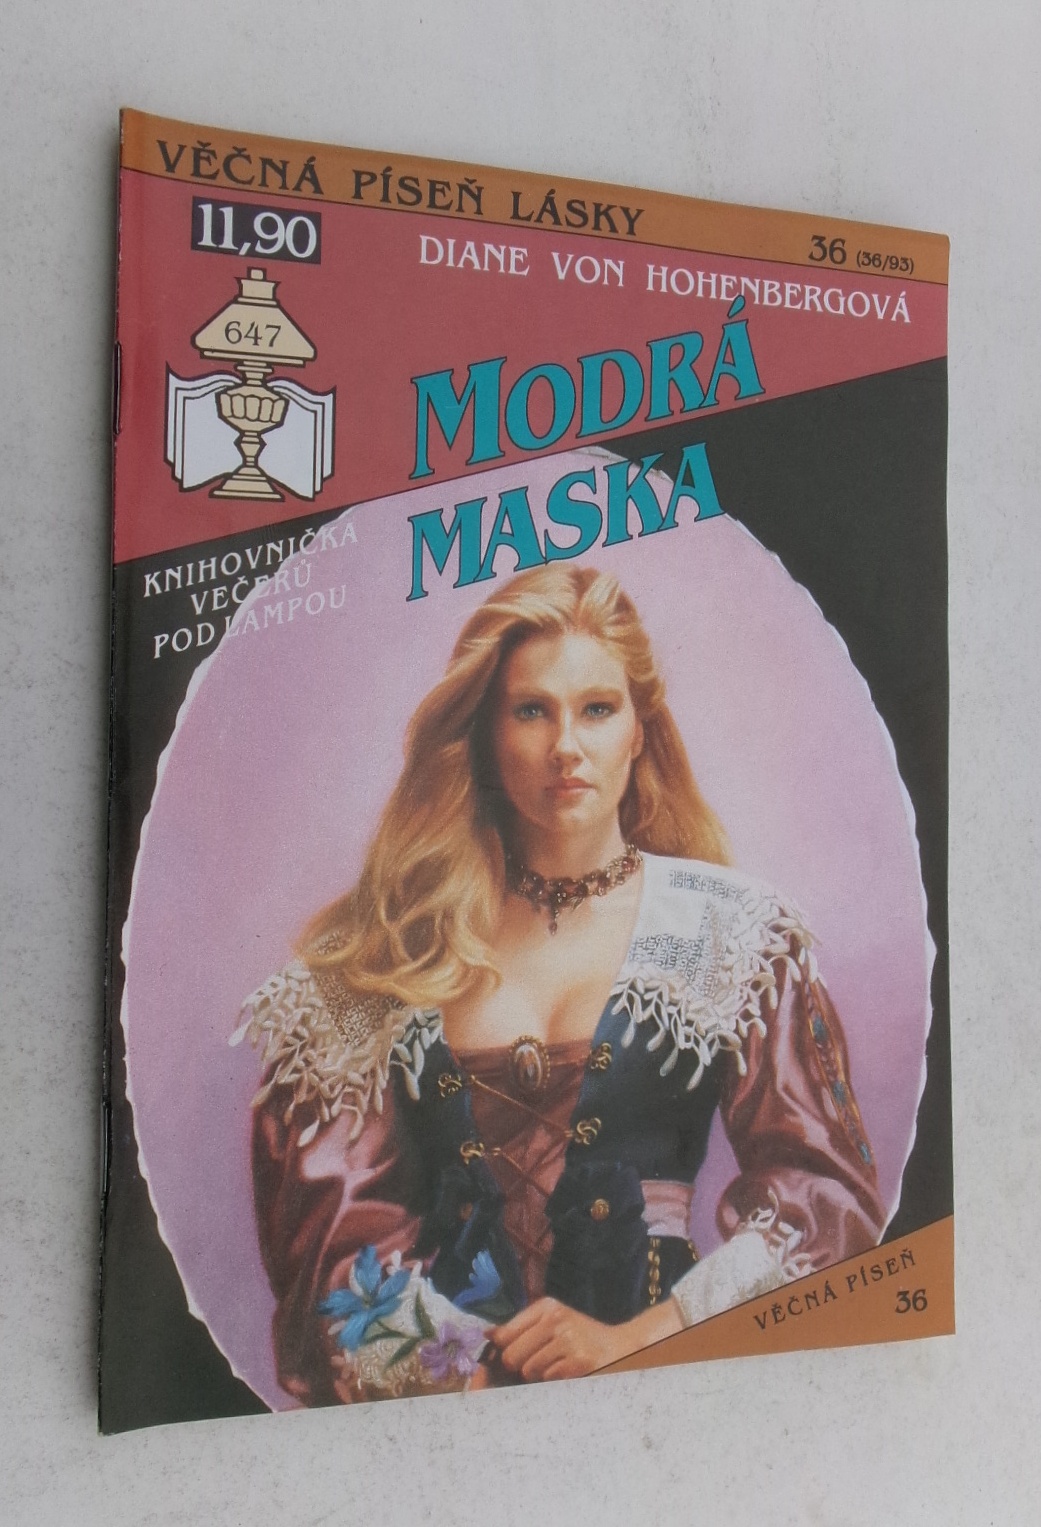 VĚČNÁ PÍSEŇ LÁSKY
36 (36/93)
11,90
DIANE VON HOHENBERGOVÁ
647
MODRÁ
MASKA
KNIHOVNIČKA
VEČERŮ
POD LAMPOU
VĚČNÁ PÍSEŇ
36